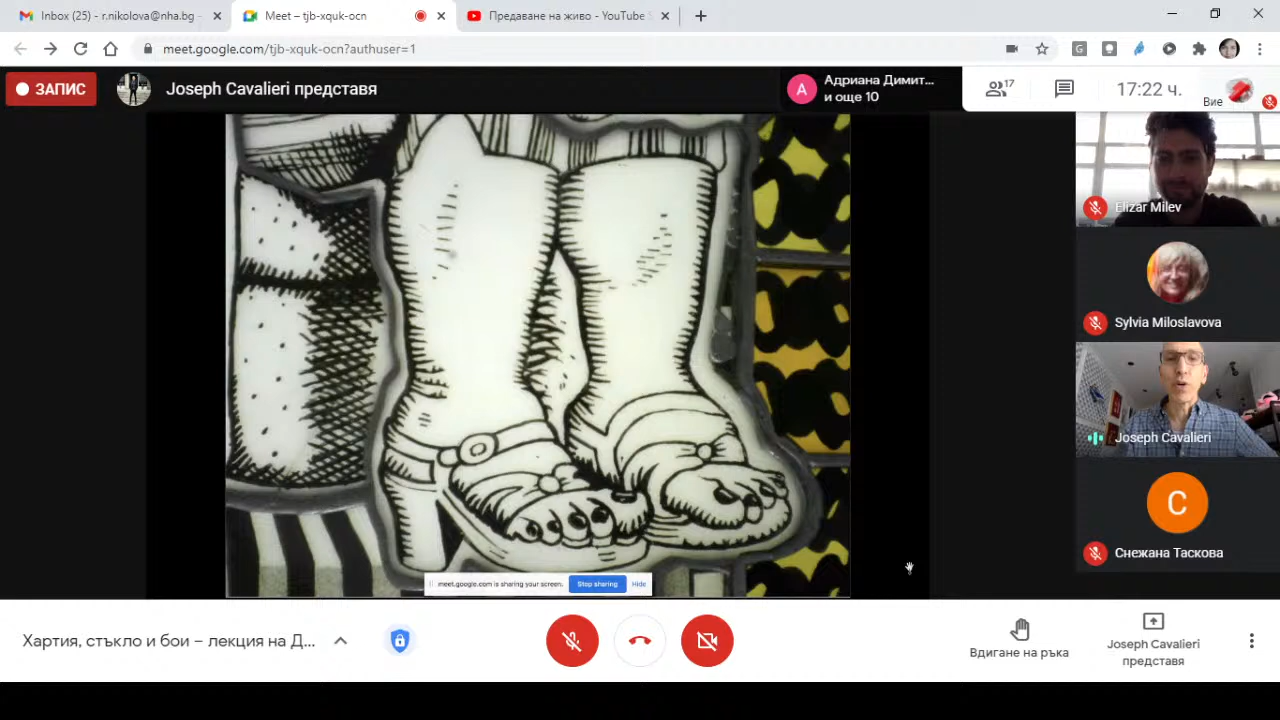 Inbox (25) - r.nikolova@nha.bg -
Meet – tjb-xquk-ocn
Предаване на живо - YouTube S
meet.google.com/tjb-xquk-ocn?authuser=1
ЗАПИС
Joseph Cavalieri представя
A
Адриана Димит...
и още 10
17
17:22 ч.
Вие
Elizar Milev
Sylvia Miloslavova
Joseph Cavalieri
C
Снежана Таскова
meet.google.com is sharing your screen.
Stop sharing
Hide
Хартия, стъкло и бои – лекция на Д...
Вдигане на ръка
Joseph Cavalieri
представя